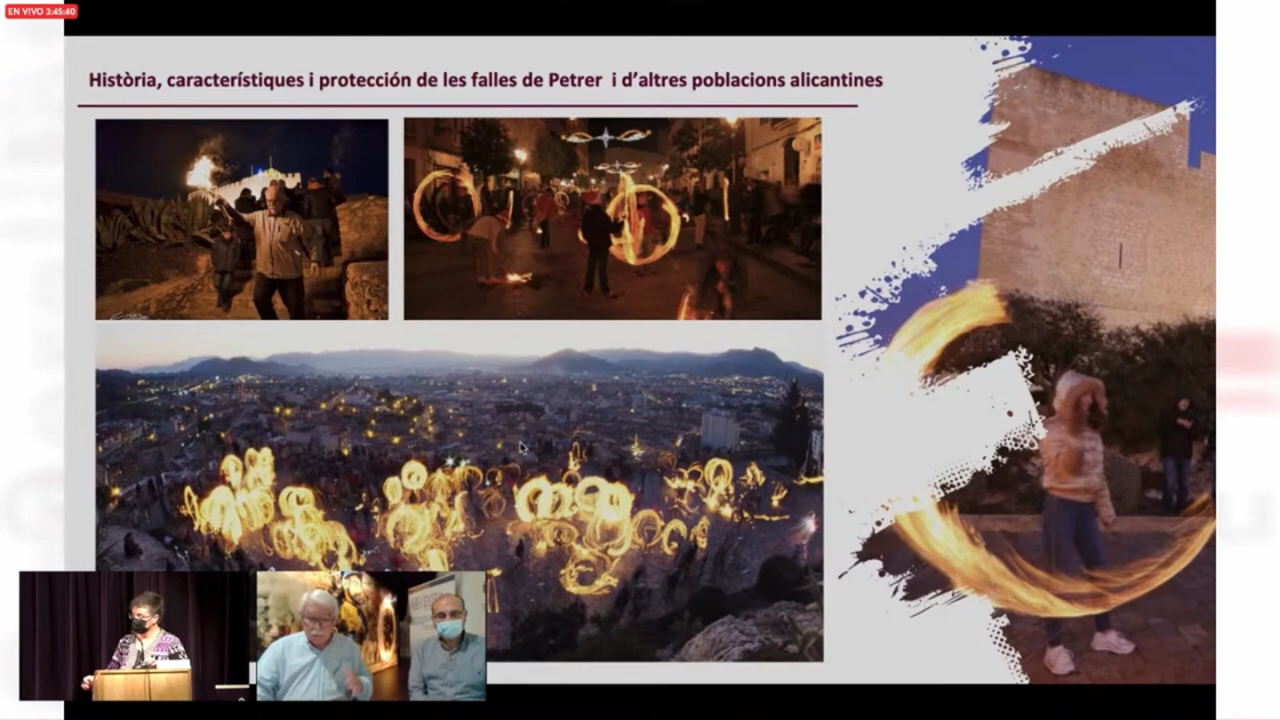 EN VIVO 3:45:40
Història, característiques i protección de les falles de Petrer i d'altres poblacions alicantines